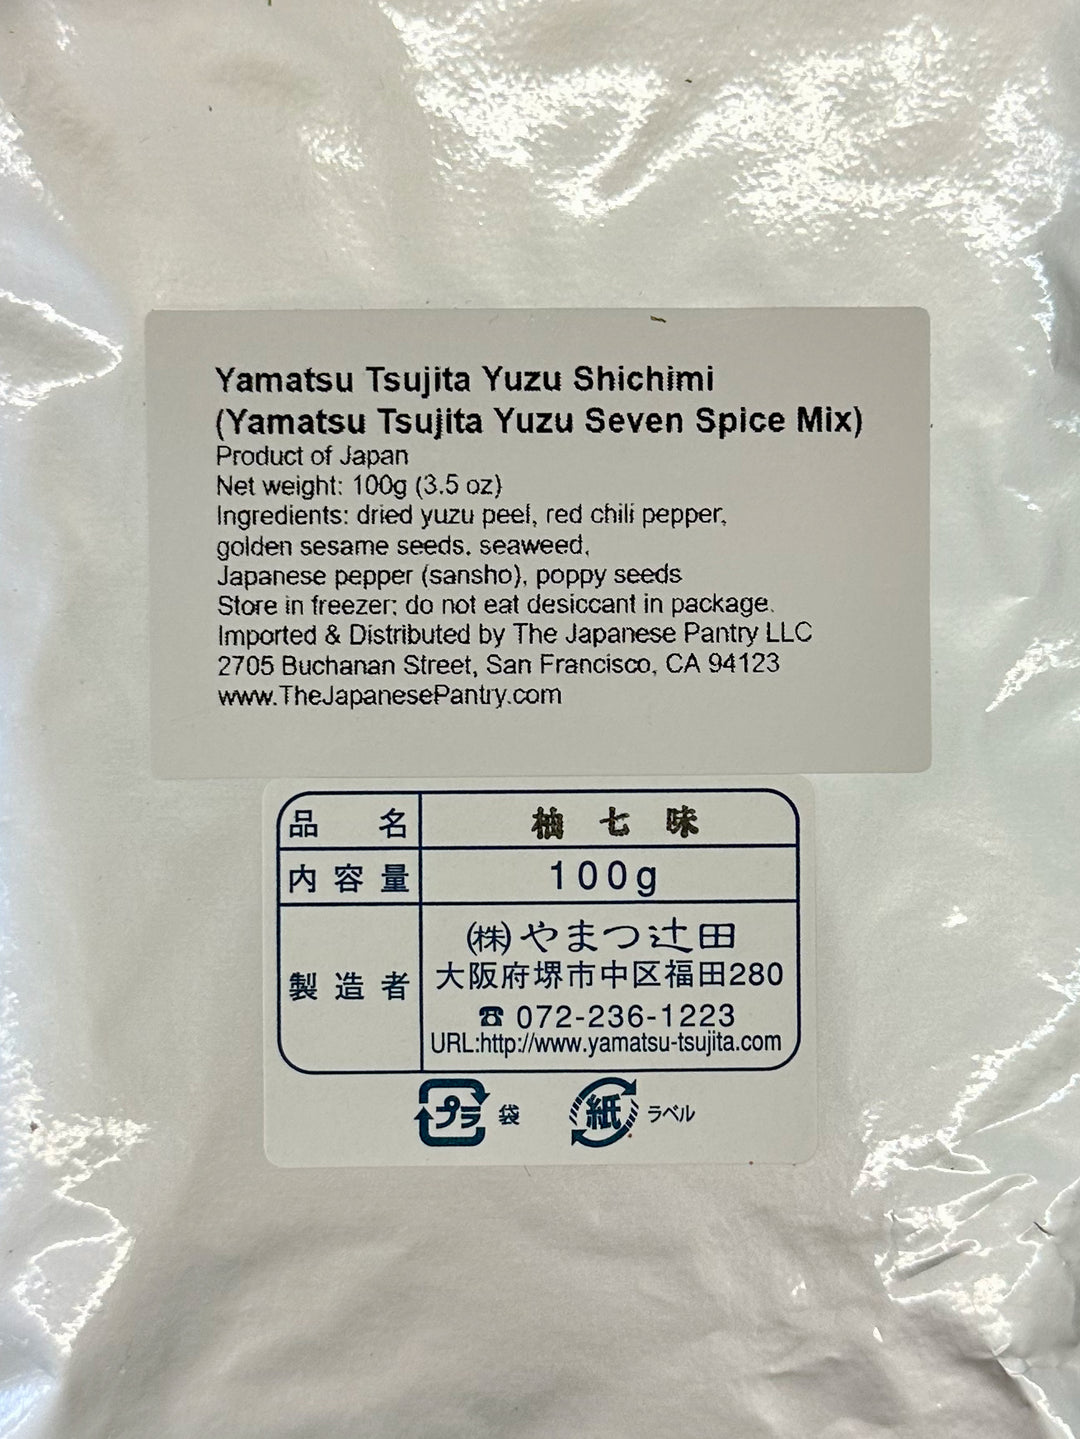 Yamatsu Tsujita Yuzu Shichimi
(Yamatsu Tsujita Yuzu Seven Spice Mix)
Product of Japan
Net weight: 100g (3.5 oz)
Ingredients: dried yuzu peel, red chili pepper,
golden sesame seeds, seaweed,
Japanese pepper (sansho), poppy seeds
Store in freezer; do not eat desiccant in package.
Imported & Distributed by The Japanese Pantry LLC
2705 Buchanan Street, San Francisco, CA 94123
www.TheJapanesePantry.com
品名 柚七味
内容量 100g
製造者 ㈱やまつ辻田
大阪府堺市中区福田280
☎ 072-236-1223
URL:http://www.yamatsu-tsujita.com
プラ 袋 紙 ラベル